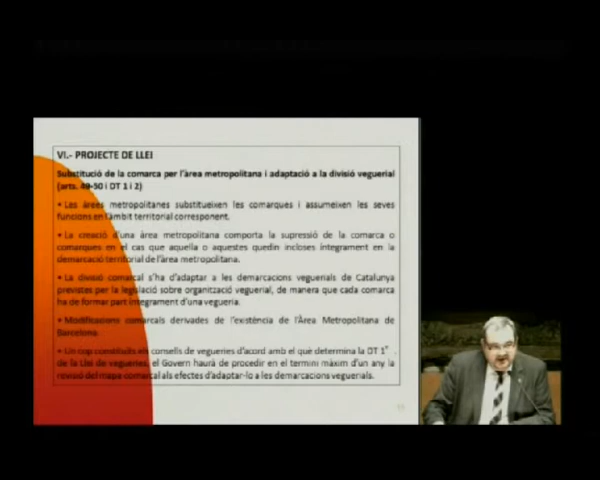 VI.- PROJECTE DE LLEI
Substitució de la comarca per l'àrea metropolitana i adaptació a la divisió veguerial
(arts. 49-50 i DT 1 i 2)
• Les àrees metropolitanes substitueixen les comarques i assumeixen les seves
funcions en l'àmbit territorial corresponent.
• La creació d'una àrea metropolitana comporta la supressió de la comarca o
comarques en el cas que aquella o aquestes quedin incloses íntegrament en la
demarcació territorial de l'àrea metropolitana.
• La divisió comarcal s'ha d'adaptar a les demarcacions veguerials de Catalunya
previstes per la legislació sobre organització veguerial, de manera que cada comarca
ha de formar part íntegrament d'una vegueria.
• Modificacions comarcals derivades de l'existència de l'Àrea Metropolitana de
Barcelona.
• Un cop constituïts els consells de vegueries d'acord amb el què determina la DT 1ª
de la Llei de vegueries, el Govern haurà de procedir en el termini màxim d'un any la
revisió del mapa comarcal als efectes d'adaptar-lo a les demarcacions veguerials.